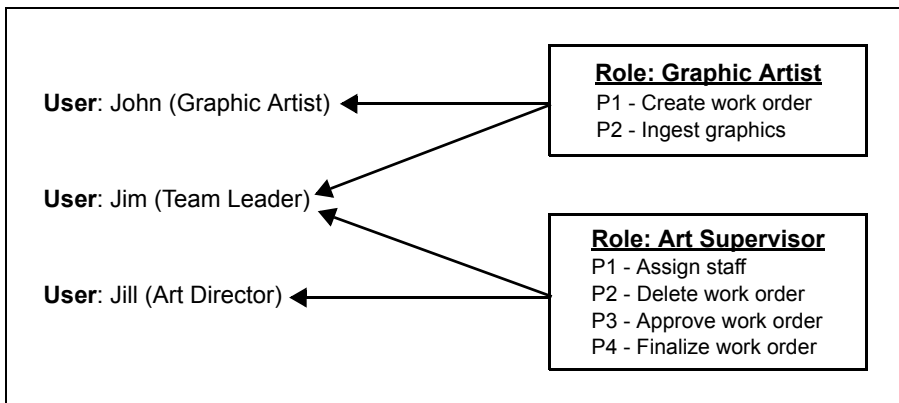 User: John (Graphic Artist)
User: Jim (Team Leader)
User: Jill (Art Director)
Role: Graphic Artist
P1 - Create work order
P2 - Ingest graphics
Role: Art Supervisor
P1 - Assign staff
P2 - Delete work order
P3 - Approve work order
P4 - Finalize work order